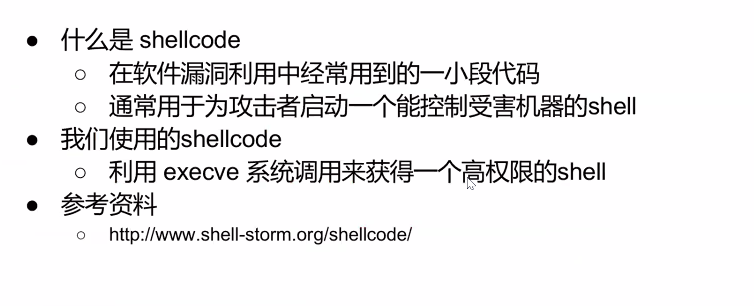 ● 什么是 shellcode
○ 在软件漏洞利用中经常用到的一小段代码
○ 通常用于为攻击者启动一个能控制受害机器的shell
● 我们使用的shellcode
○ 利用 execve 系统调用来获得一个高权限的shell
● 参考资料
○ http://www.shell-storm.org/shellcode/